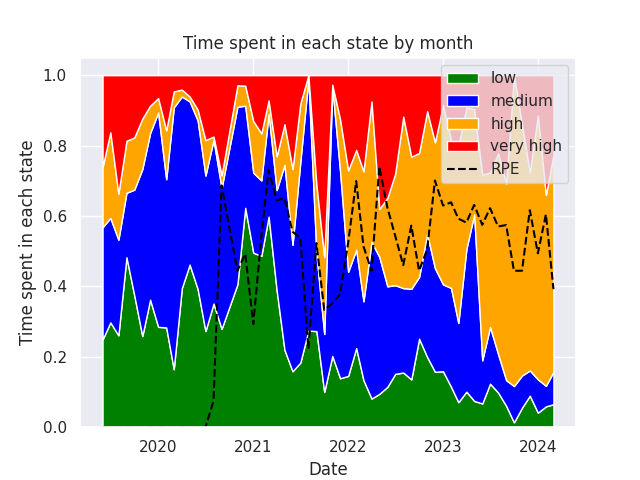 Time spent in each state by month
1.0
0.8
0.6
0.4
0.2
0.0
Time spent in each state
low
medium
high
very high
RPE
2020 2021 2022 2023 2024
Date